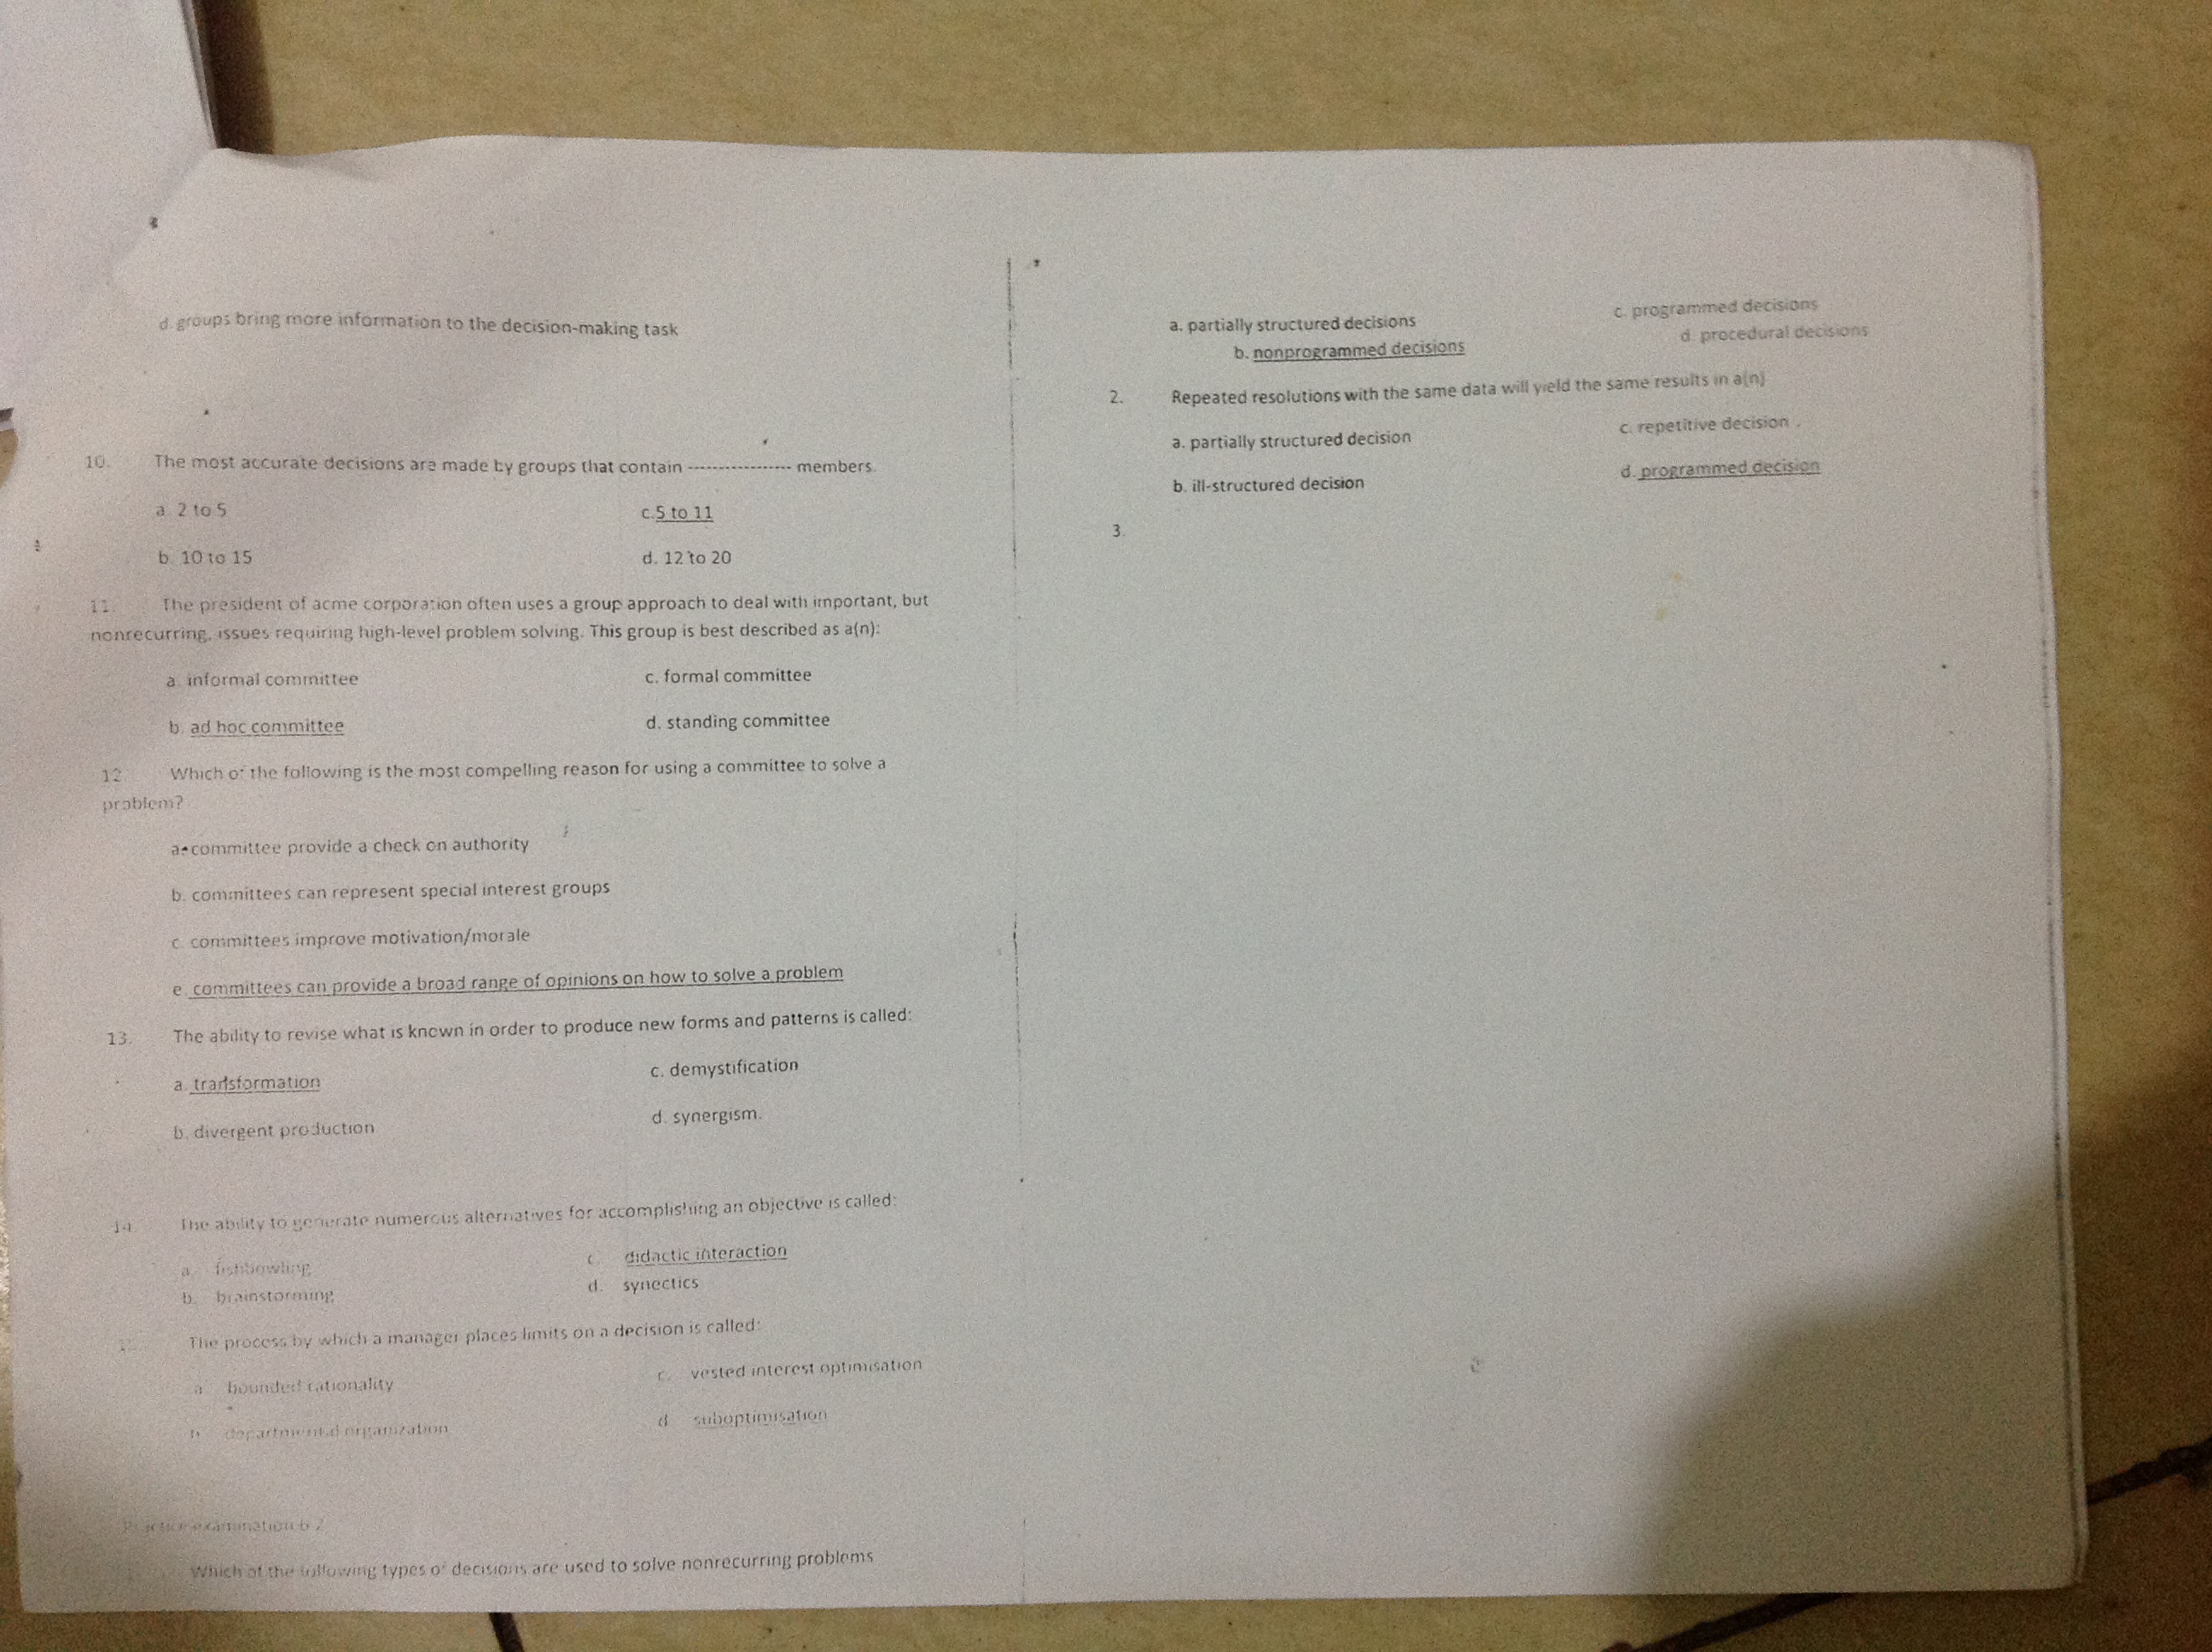 d. groups bring more information to the decision-making task
10. The most accurate decisions are made by groups that contain ----------------- members.
a. 2 to 5 c.5 to 11
b. 10 to 15 d. 12 to 20
11. The president of acme corporation often uses a group approach to deal with important, but
nonrecurring, issues requiring high-level problem solving. This group is best described as a(n):
a. informal committee c. formal committee
b. ad hoc committee d. standing committee
12 Which of the following is the most compelling reason for using a committee to solve a
problem?
a. committee provide a check on authority
b. committees can represent special interest groups
c. committees improve motivation/morale
e. committees can provide a broad range of opinions on how to solve a problem
13. The ability to revise what is known in order to produce new forms and patterns is called:
a. transformation c. demystification
b. divergent production d. synergism.
14. The ability to generate numerous alternatives for accomplishing an objective is called:
a. fishbowling c. didactic interaction
b. brainstorming d. synectics
The process by which a manager places limits on a decision is called:
a bounded rationality c. vested interest optimisation
b departmental organization d suboptimisation
Practice examination 6-2
Which of the following types of decisions are used to solve nonrecurring problems
a. partially structured decisions c. programmed decisions
b. nonprogrammed decisions d. procedural decisions
2. Repeated resolutions with the same data will yield the same results in a(n)
a. partially structured decision c. repetitive decision .
b. ill-structured decision d. programmed decision
3.